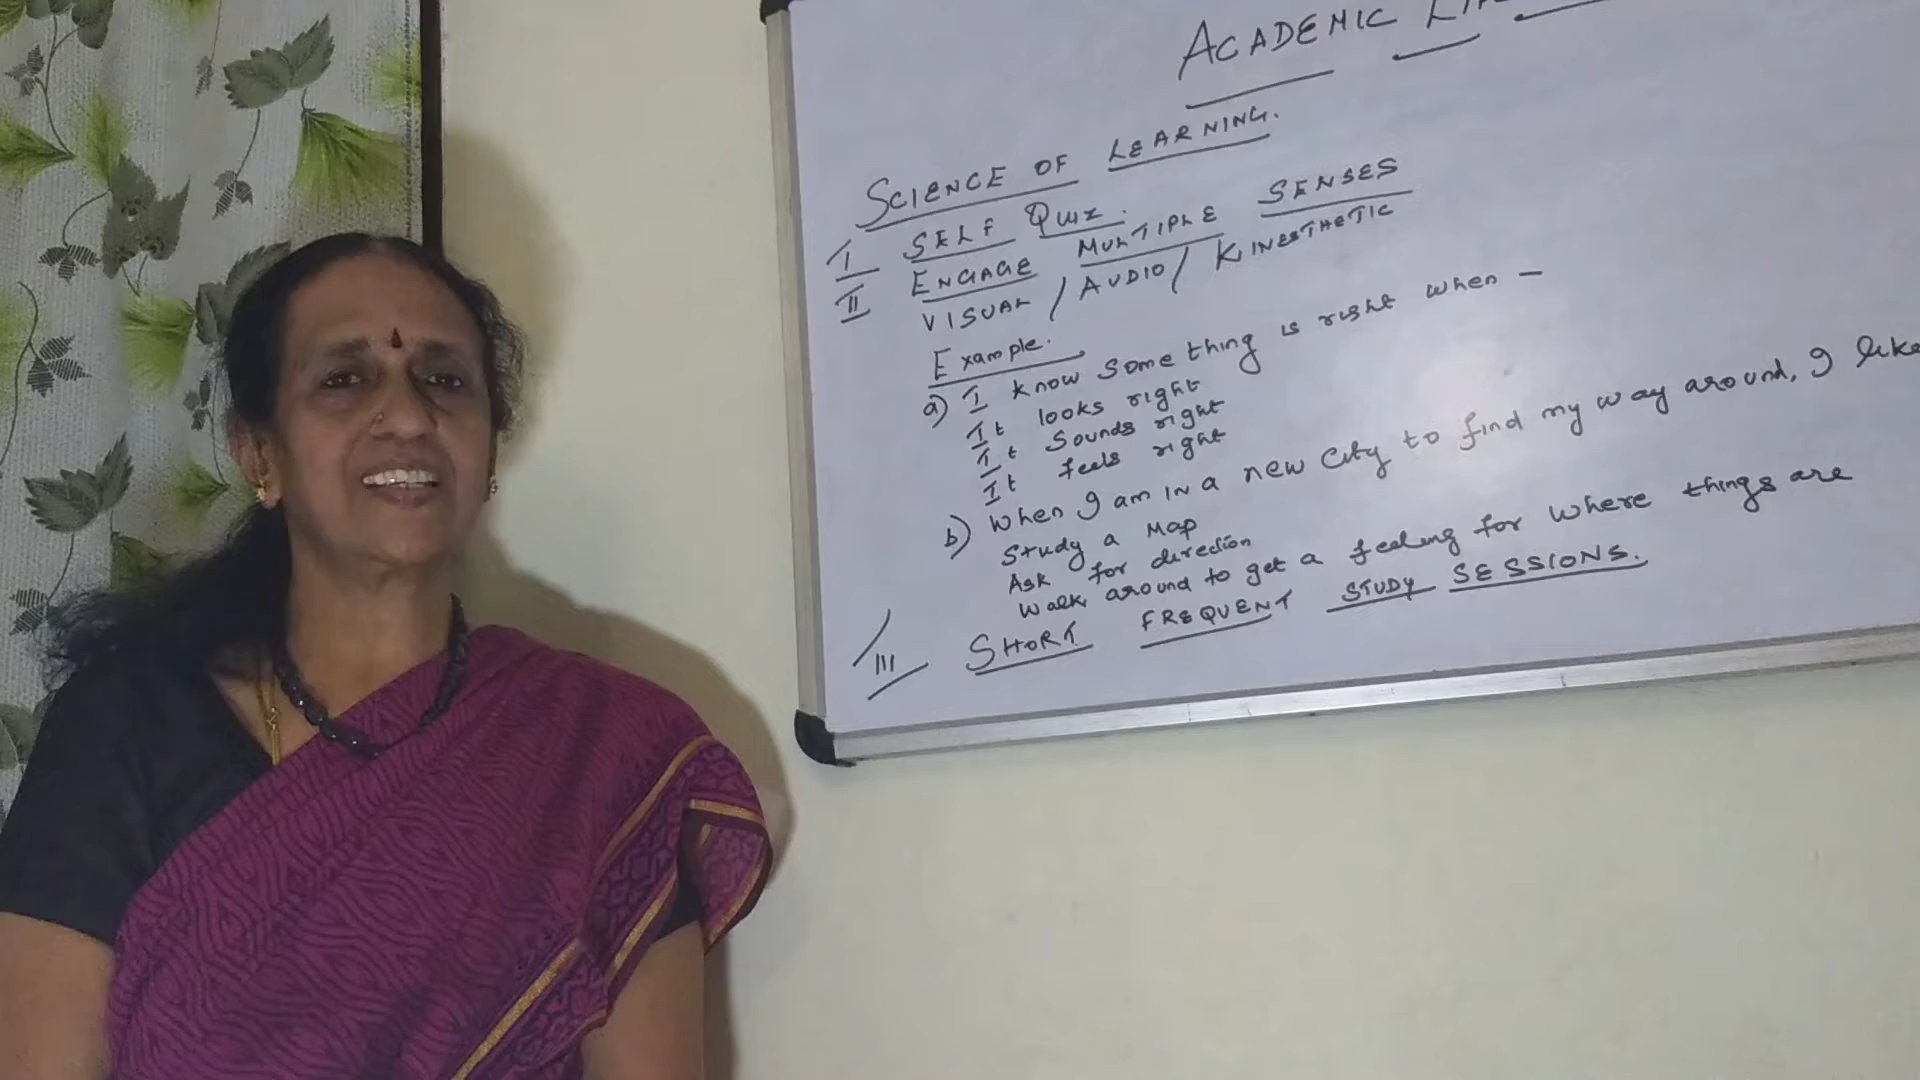 ACADEMIC
SCIENCE OF LEARNING.
I SELF QUIZ.
II ENGAGE MULTIPLE SENSES
VISUAL / AUDIO / KINESTHETIC
Example.
a) I know something is right when –
It looks right
It sounds right
It feels right
b) When I am in a new city to find my way around, I like
Study a Map
Ask for direction
Walk around to get a feeling for where things are
III SHORT FREQUENT STUDY SESSIONS.